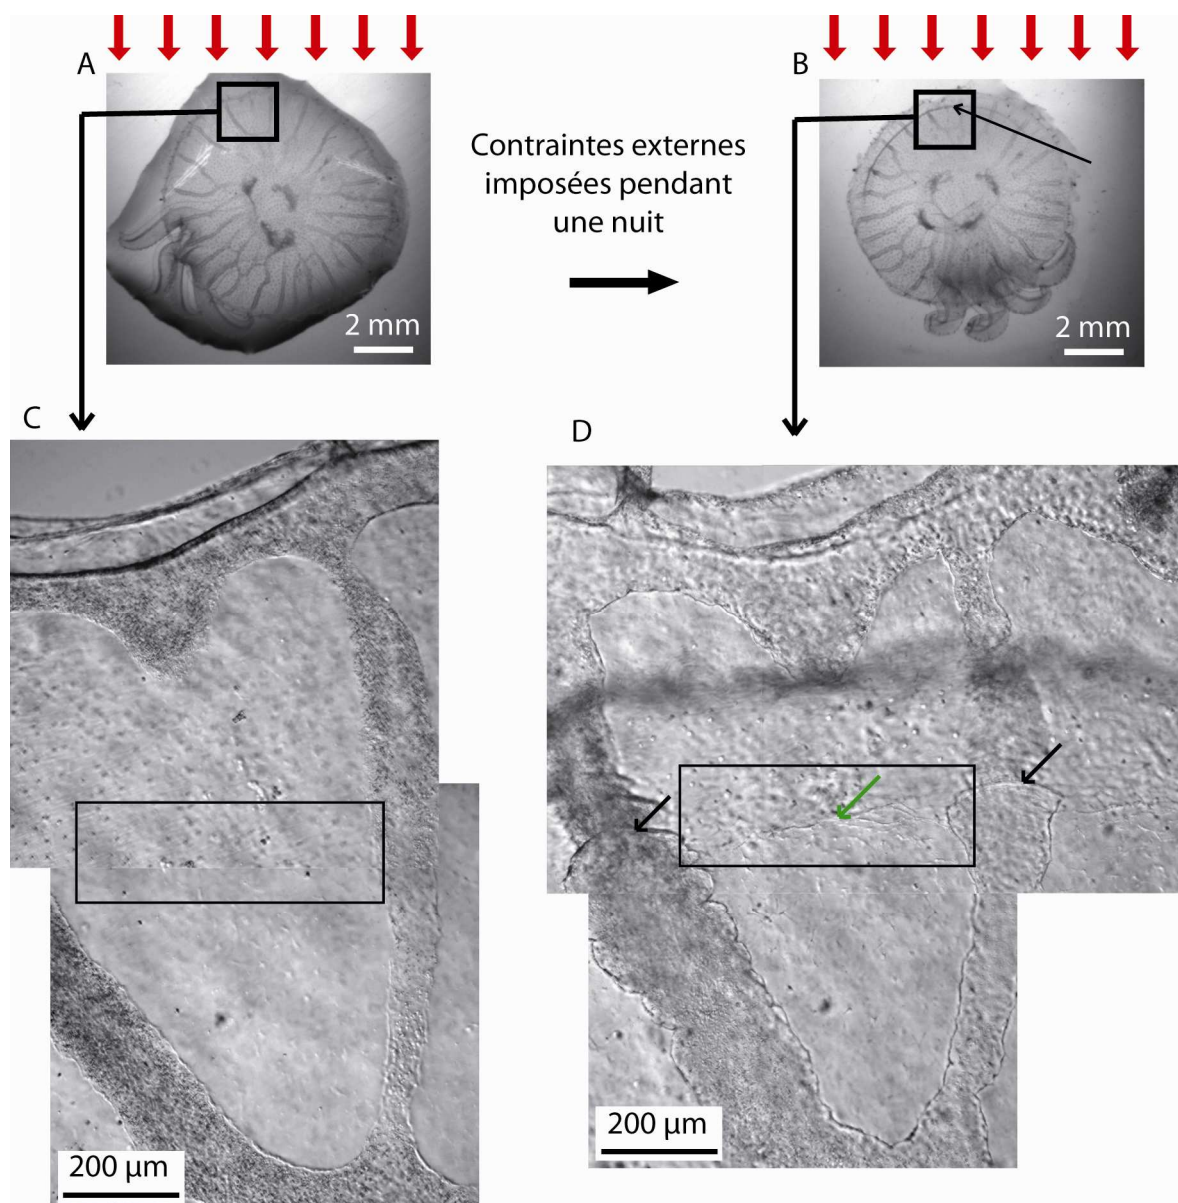 A
B
Contraintes externes
imposées pendant
une nuit
2 mm
2 mm
C
D
200 µm
200 µm